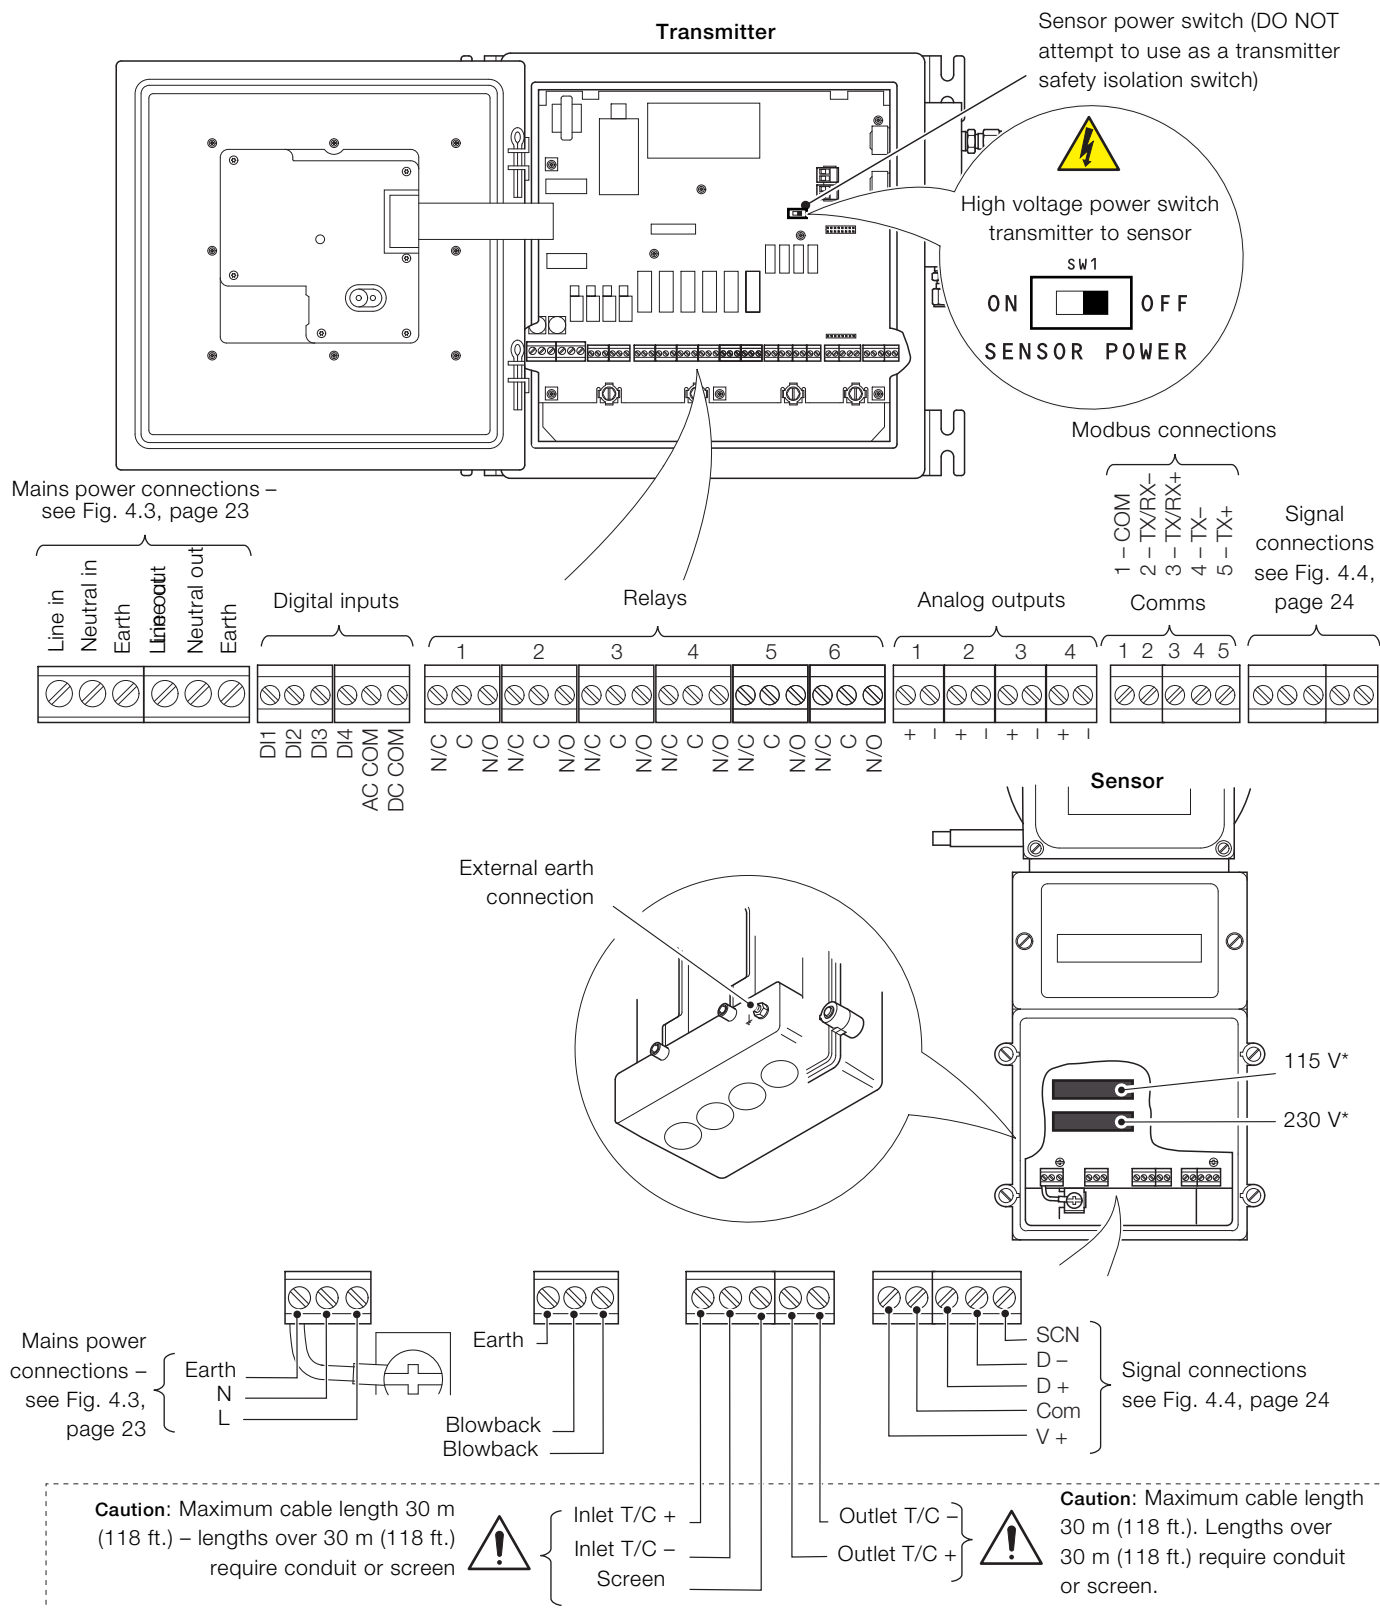 Transmitter
Sensor power switch (DO NOT
attempt to use as a transmitter
safety isolation switch)
High voltage power switch
transmitter to sensor
SW1
ON OFF
SENSOR POWER
Modbus connections
1 – COM
2 – TX/RX–
3 – TX/RX+
4 – TX–
5 – TX+
Mains power connections –
see Fig. 4.3, page 23
Line in
Neutral in
Earth
Neutral out
Earth
Digital inputs
Relays
Analog outputs
Comms
Signal
connections
see Fig. 4.4,
page 24
1 2 3 4 5 6
1 2 3 4
1 2 3 4 5
DI1
DI2
DI3
DI4
AC COM
DC COM
N/C C N/O N/C C N/O N/C C N/O N/C C N/O N/C C N/O N/C C N/O
+ – + – + – + –
Sensor
External earth
connection
115 V*
230 V*
Mains power
connections –
see Fig. 4.3,
page 23
Earth
N
L
Earth
Blowback
Blowback
SCN
D –
D +
Com
V +
Signal connections
see Fig. 4.4, page 24
Caution: Maximum cable length 30 m
(118 ft.) – lengths over 30 m (118 ft.)
require conduit or screen
Inlet T/C +
Inlet T/C –
Screen
Outlet T/C –
Outlet T/C +
Caution: Maximum cable length
30 m (118 ft.). Lengths over
30 m (118 ft.) require conduit
or screen.